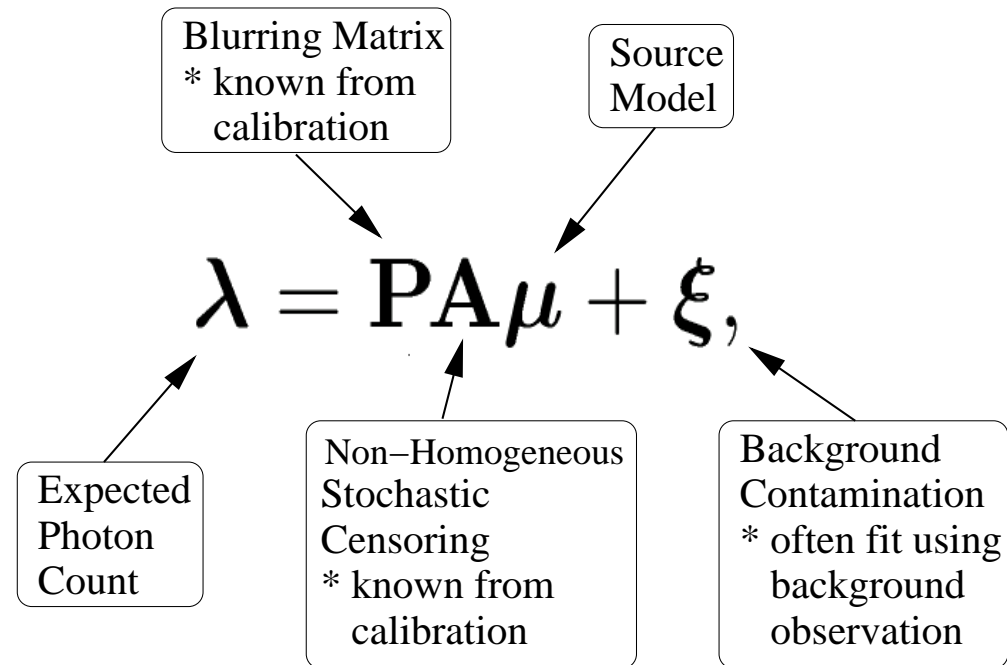 Blurring Matrix
* known from
calibration
Source
Model
λ = PAμ + ξ,
Expected
Photon
Count
Non−Homogeneous
Stochastic
Censoring
* known from
calibration
Background
Contamination
* often fit using
background
observation